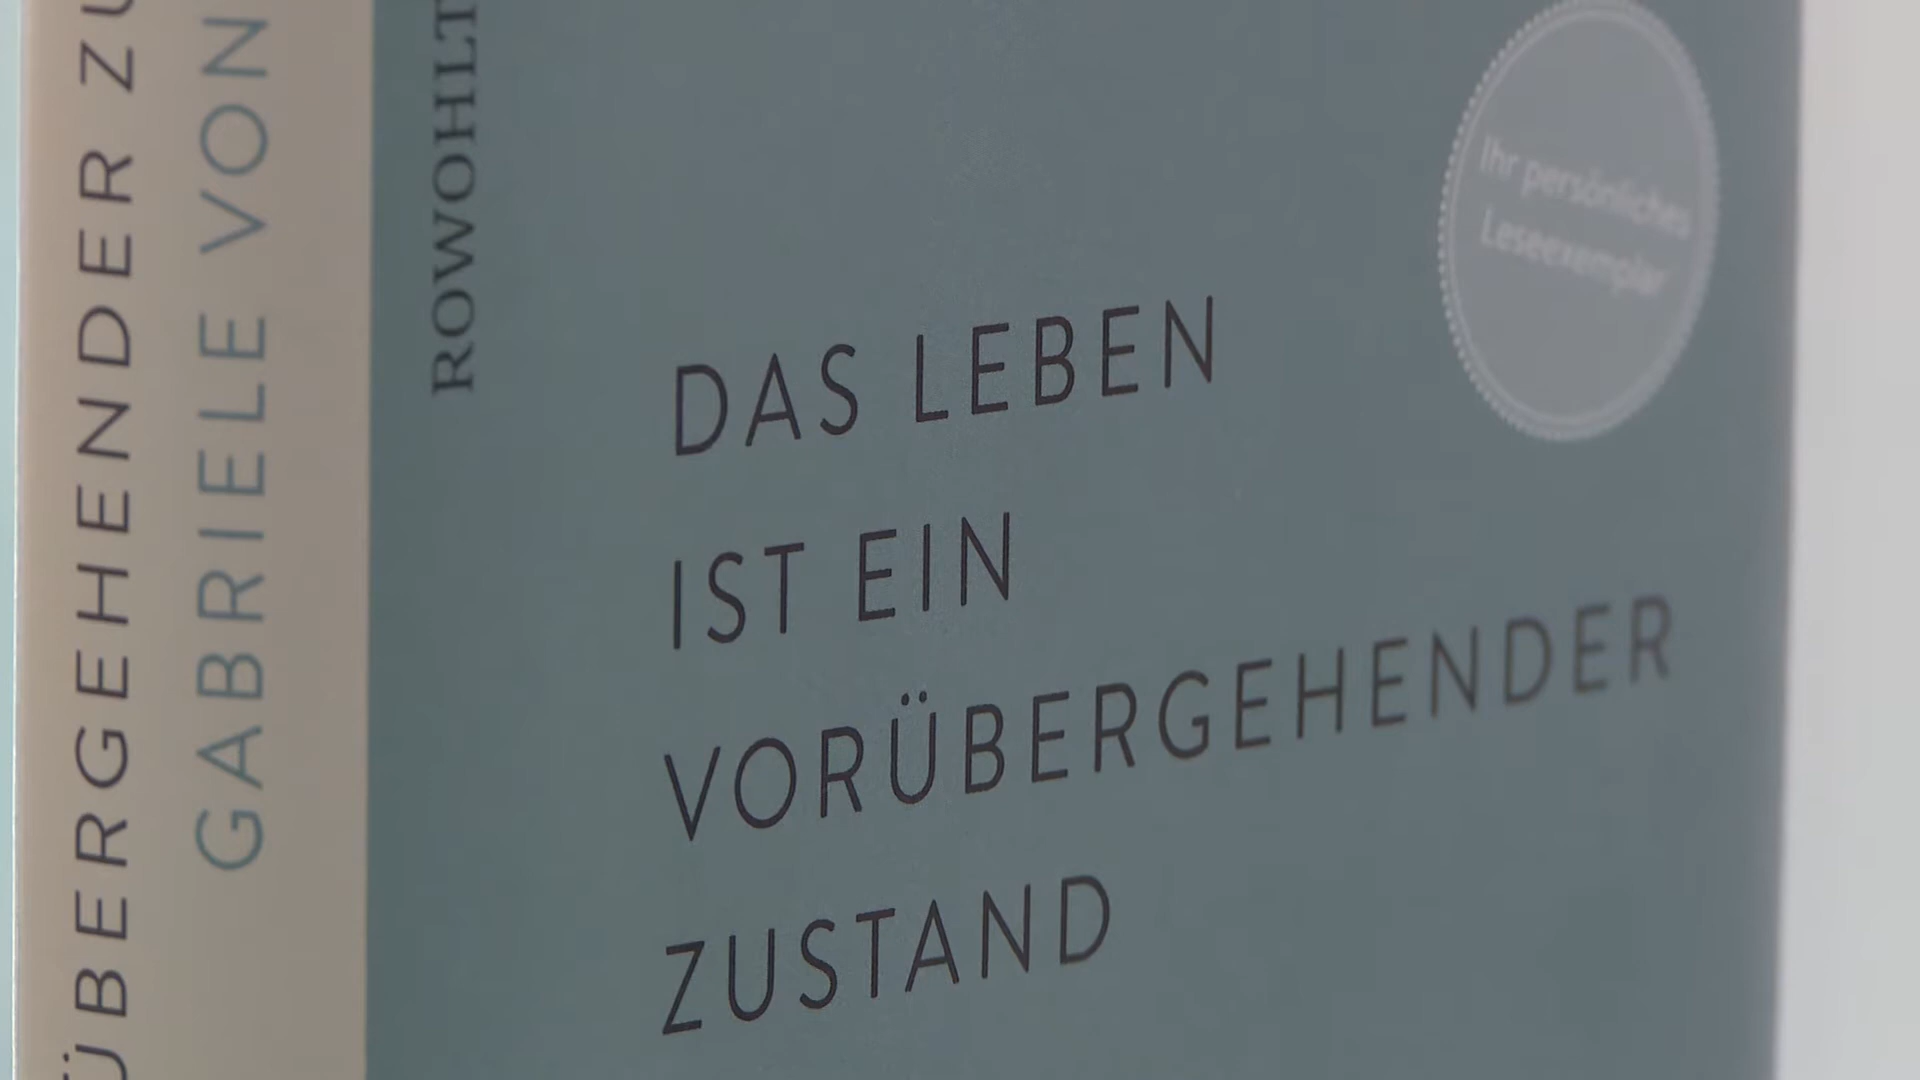 ÜBERGEHENDER ZU
GABRIELE VON
ROWOHLT
DAS LEBEN
IST EIN
VORÜBERGEHENDER
ZUSTAND
Ihr persönliches
Leseexemplar